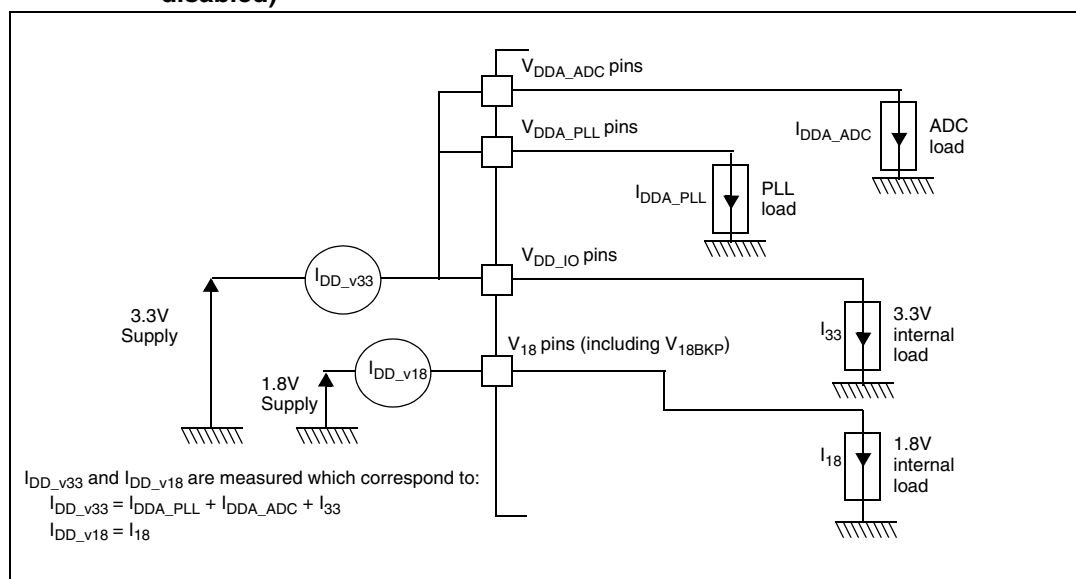 disabled)
VDDA_ADC pins
IDDA_ADC
ADC
load
VDDA_PLL pins
IDDA_PLL
PLL
load
VDD_IO pins
IDD_v33
3.3V
Supply
I33
3.3V
internal
load
V18 pins (including V18BKP)
IDD_v18
1.8V
Supply
I18
1.8V
internal
load
IDD_v33 and IDD_v18 are measured which correspond to:
IDD_v33 = IDDA_PLL + IDDA_ADC + I33
IDD_v18 = I18